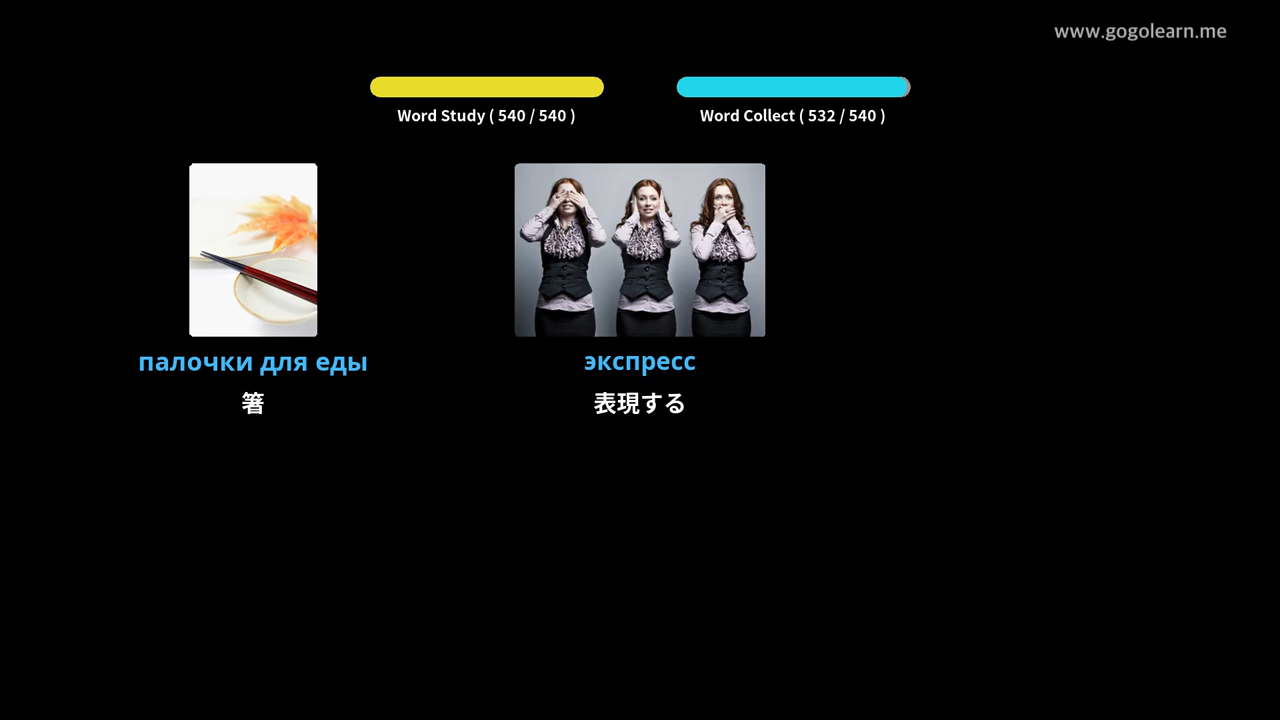 www.gogolearn.me
Word Study ( 540 / 540 )
Word Collect ( 532 / 540 )
палочки для еды
экспресс
箸
表現する